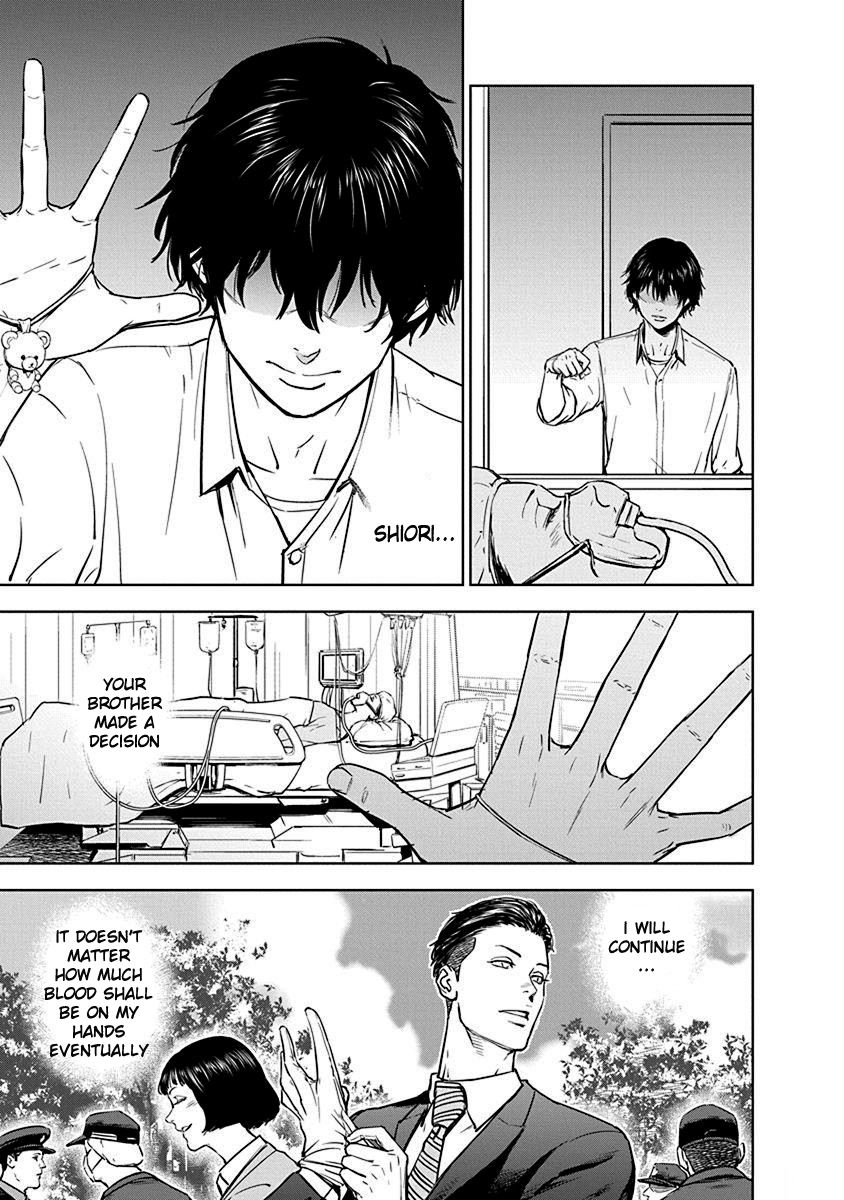 SHIORI...
YOUR
BROTHER
MADE A
DECISION
I WILL
CONTINUE
...
IT DOESN'T
MATTER
HOW MUCH
BLOOD SHALL
BE ON MY
HANDS
EVENTUALLY